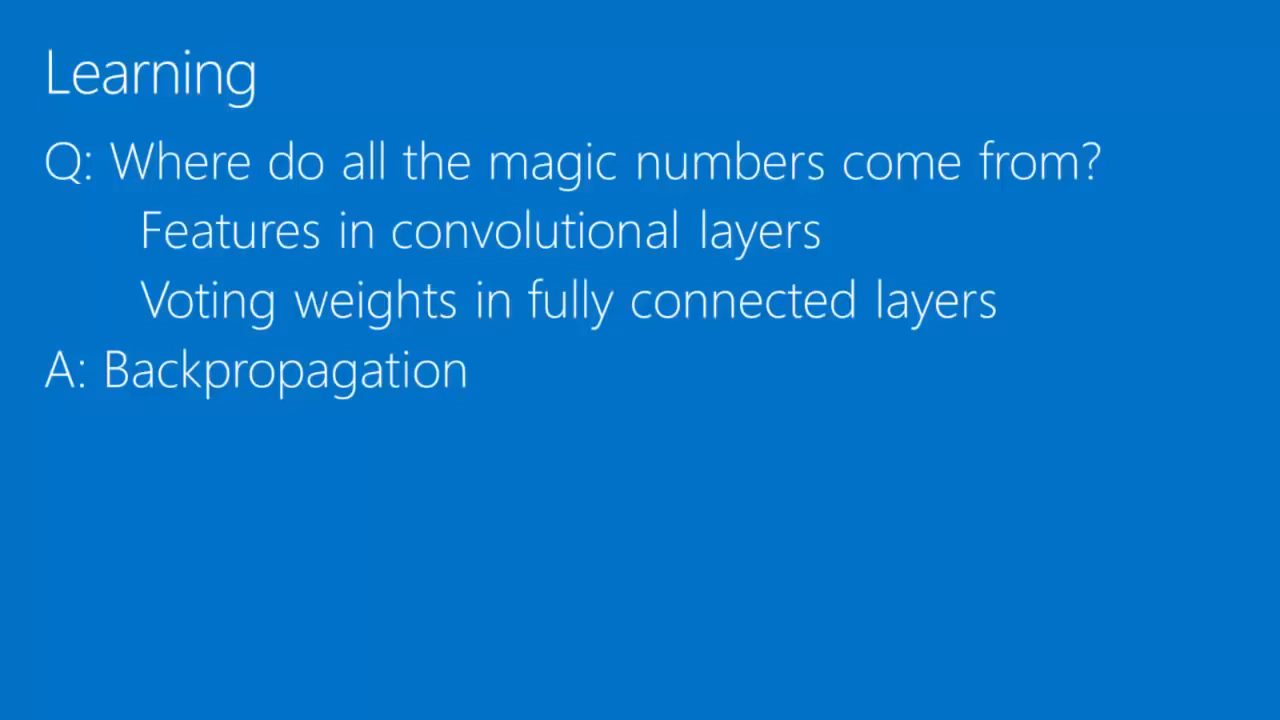 Learning
Q: Where do all the magic numbers come from?
Features in convolutional layers
Voting weights in fully connected layers
A: Backpropagation